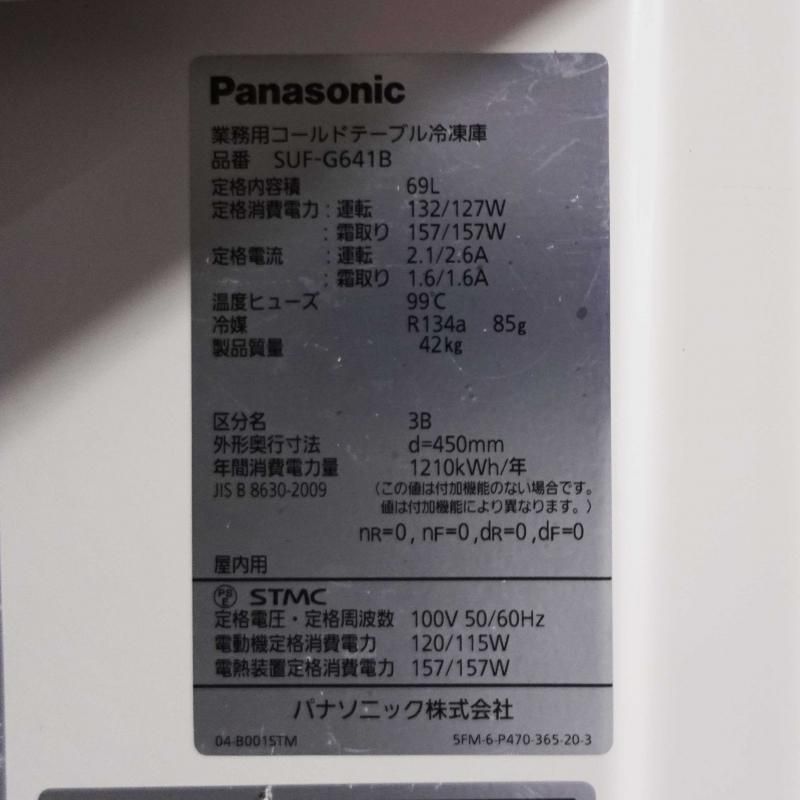 Panasonic
業務用コールドテーブル冷凍庫
品番 SUF-G641B
定格内容積 69L
定格消費電力:運転 132/127W
:霜取り 157/157W
定格電流 :運転 2.1/2.6A
:霜取り 1.6/1.6A
温度ヒューズ 99℃
冷媒 R134a 85g
製品質量 42kg
区分名 3B
外形奥行寸法 d=450mm
年間消費電力量 1210kWh/年
JIS B 8630-2009 (この値は付加機能のない場合です。
値は付加機能により異なります。)
nR=0, nF=0,dR=0,dF=0
屋内用
PSE STMC
定格電圧・定格周波数 100V 50/60Hz
電動機定格消費電力 120/115W
電熱装置定格消費電力 157/157W
パナソニック株式会社
04-B001STM 5FM-6-P470-365-20-3